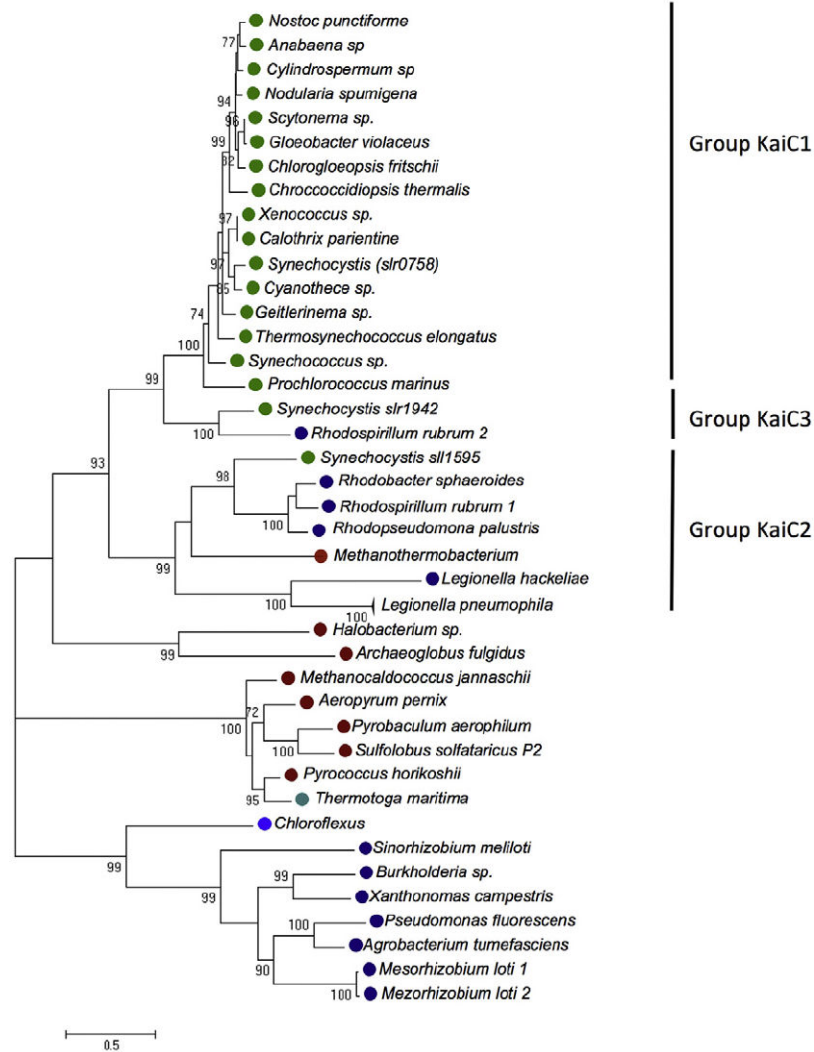 Nostoc punctiforme
77
Anabaena sp
Cylindrospermum sp
Nodularia spumigena
94
Scytonema sp.
96
Group KaiC1
99
Gloeobacter violaceus
82
Chlorogloeopsis fritschii
Chroccoccidiopsis thermalis
97
Xenococcus sp.
Calothrix parientine
97
Synechocystis (slr0758)
85
Cyanothece sp.
74
Geitlerinema sp.
Thermosynechococcus elongatus
100
Synechococcus sp.
99
Prochlorococcus marinus
Synechocystis slr1942
Group KaiC3
100
Rhodospirillum rubrum 2
93
Synechocystis sll1595
98
Rhodobacter sphaeroides
Rhodospirillum rubrum 1
100
Rhodopseudomona palustris
Group KaiC2
99
Methanothermobacterium
Legionella hackeliae
100
100
Legionella pneumophila
Halobacterium sp.
99
Archaeoglobus fulgidus
Methanocaldococcus jannaschii
72
Aeropyrum pernix
100
Pyrobaculum aerophilum
100
Sulfolobus solfataricus P2
Pyrococcus horikoshii
95
Thermotoga maritima
Chloroflexus
99
Sinorhizobium meliloti
99
Burkholderia sp.
99
Xanthonomas campestris
100
Pseudomonas fluorescens
Agrobacterium tumefasciens
90
Mesorhizobium loti 1
100
Mezorhizobium loti 2
0.5